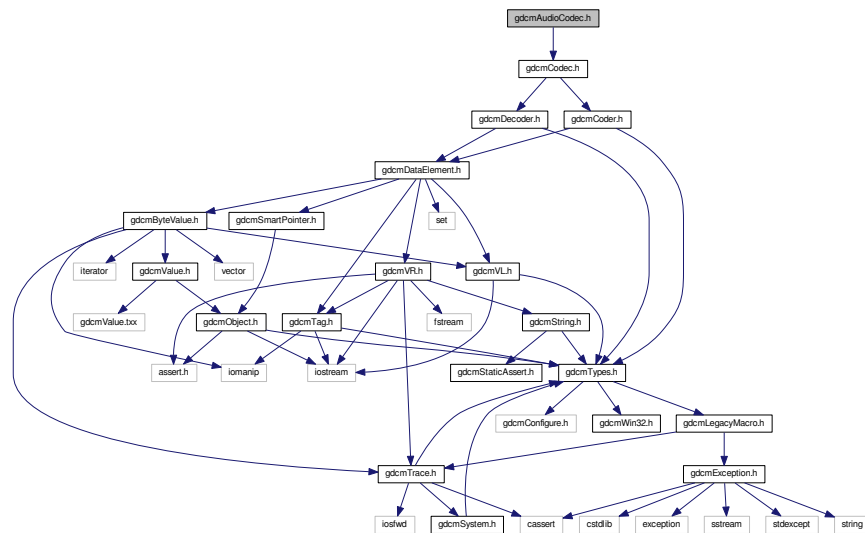 gdcmAudioCodec.h
gdcmCodec.h
gdcmDecoder.h
gdcmCoder.h
gdcmDataElement.h
gdcmByteValue.h
gdcmSmartPointer.h
set
iterator
gdcmValue.h
vector
gdcmVR.h
gdcmVL.h
gdcmValue.txx
gdcmObject.h
gdcmTag.h
fstream
gdcmString.h
assert.h
iomanip
iostream
gdcmStaticAssert.h
gdcmTypes.h
gdcmConfigure.h
gdcmWin32.h
gdcmLegacyMacro.h
gdcmTrace.h
gdcmException.h
iosfwd
gdcmSystem.h
cassert
cstdlib
exception
sstream
stdexcept
string